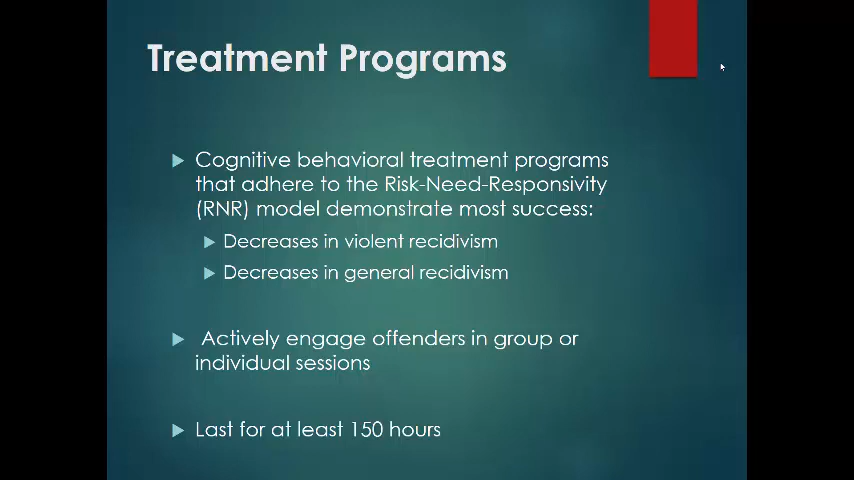 Treatment Programs
Cognitive behavioral treatment programs
that adhere to the Risk-Need-Responsivity
(RNR) model demonstrate most success:
Decreases in violent recidivism
Decreases in general recidivism
Actively engage offenders in group or
individual sessions
Last for at least 150 hours